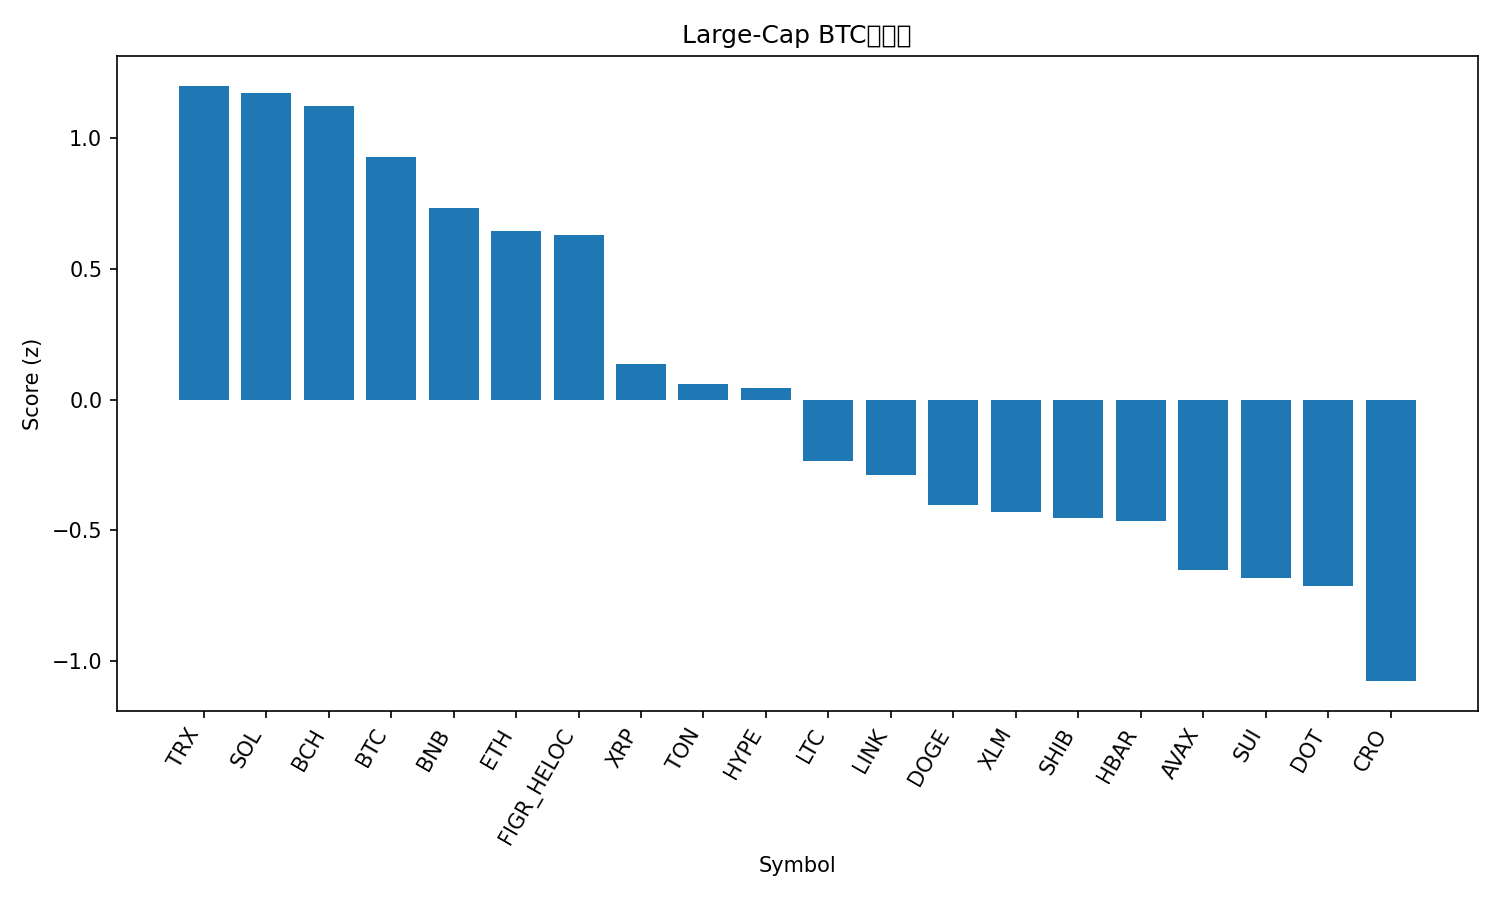 Large-Cap BTC
Score (z)
1.0
0.5
0.0
−0.5
−1.0
TRX
SOL
BCH
BTC
BNB
ETH
FIGR_HELOC
XRP
TON
HYPE
LTC
LINK
DOGE
XLM
SHIB
HBAR
AVAX
SUI
DOT
CRO
Symbol